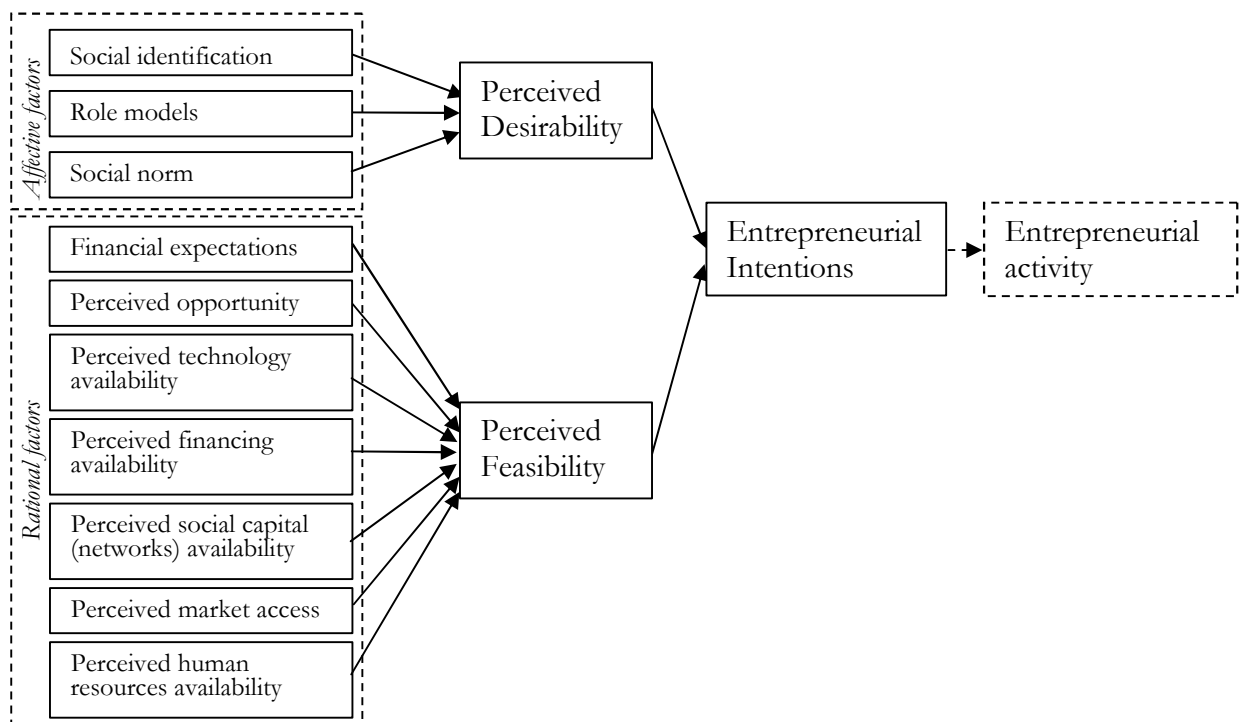 Affective factors
Social identification
Role models
Social norm
Perceived
Desirability
Rational factors
Financial expectations
Perceived opportunity
Perceived technology
availability
Perceived financing
availability
Perceived social capital
(networks) availability
Perceived market access
Perceived human
resources availability
Perceived
Feasibility
Entrepreneurial
Intentions
Entrepreneurial
activity